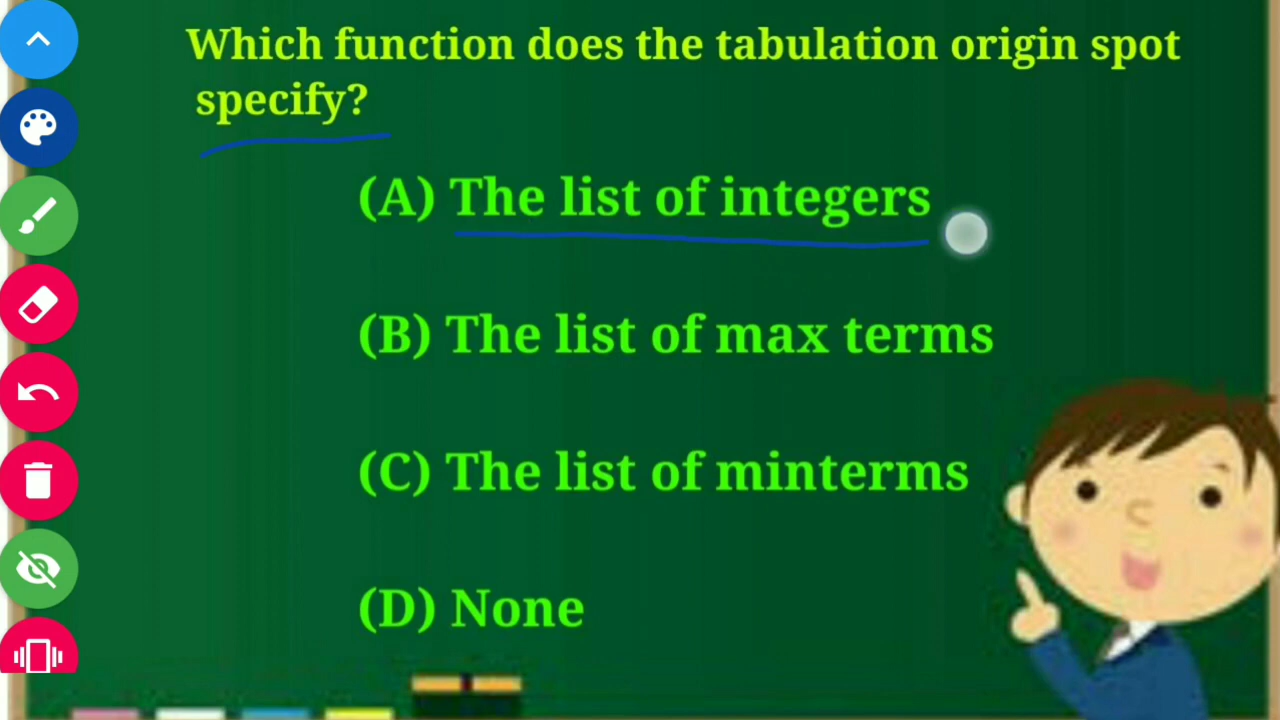 Which function does the tabulation origin spot
specify?
(A) The list of integers
(B) The list of max terms
(C) The list of minterms
(D) None